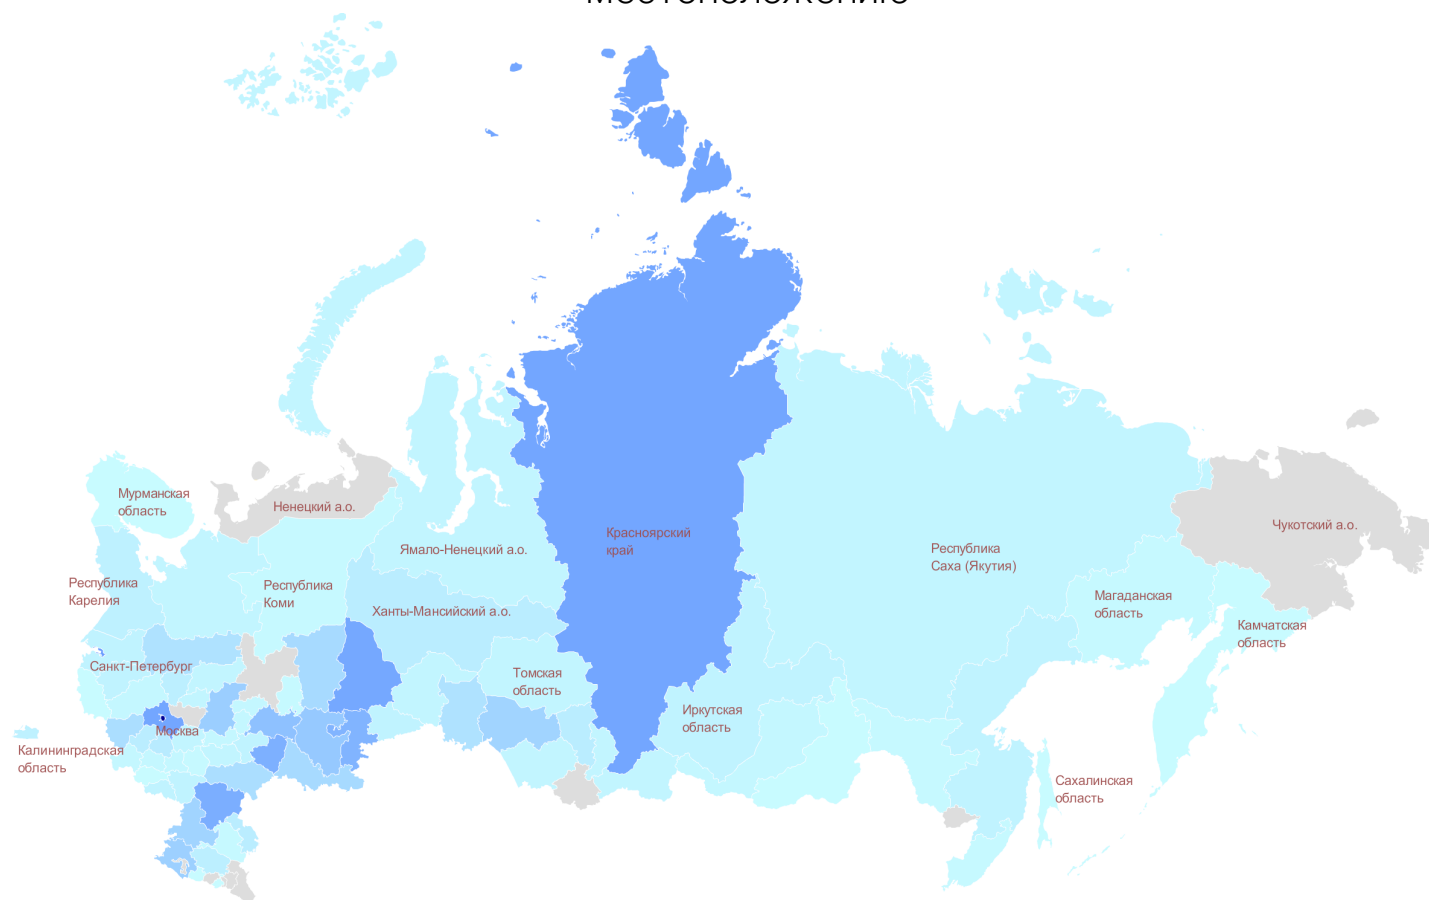 местоположению
Мурманская
область
Ненецкий а.о.
Чукотский а.о.
Красноярский
край
Ямало-Ненецкий а.о.
Республика
Саха (Якутия)
Республика
Карелия
Республика
Коми
Ханты-Мансийский а.о.
Магаданская
область
Камчатская
область
Санкт-Петербург
Томская
область
Иркутская
область
Москва
Калининградская
область
Сахалинская
область